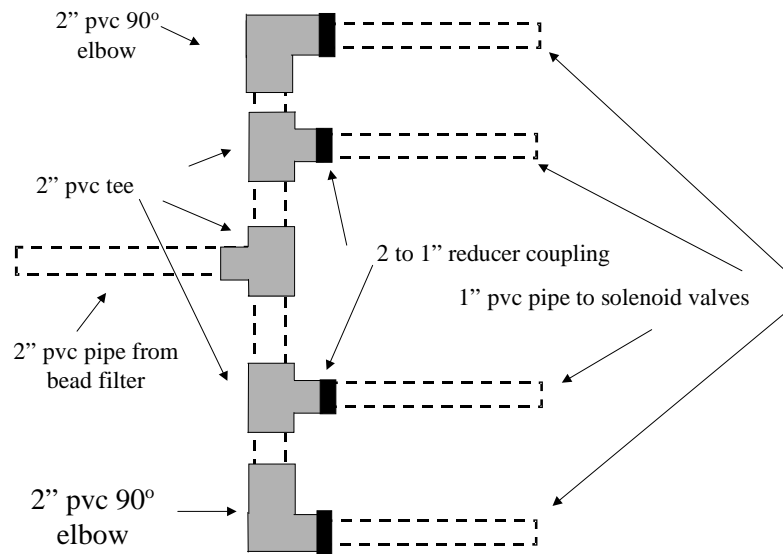 2” pvc 90º
elbow
2” pvc tee
2 to 1” reducer coupling
1” pvc pipe to solenoid valves
2” pvc pipe from
bead filter
2” pvc 90º
elbow